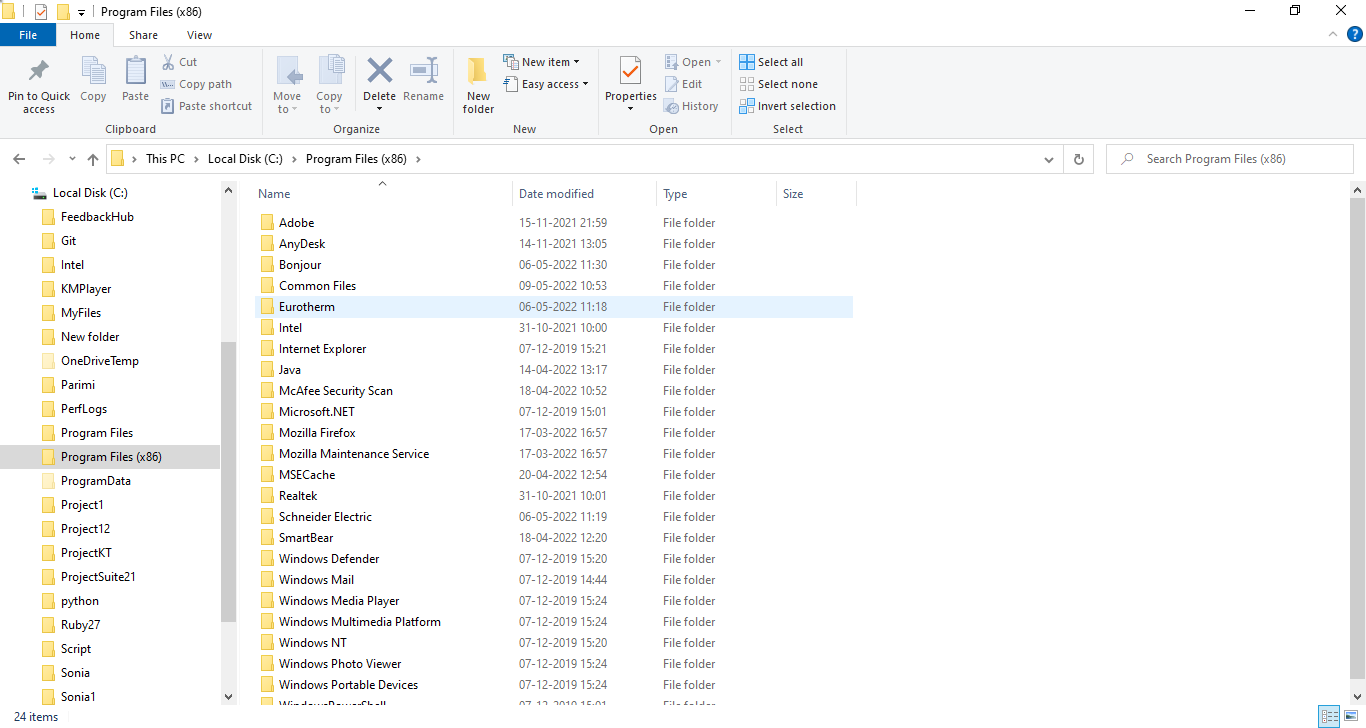 Program Files (x86)
File Home Share View
Pin to Quick access
Copy
Paste
Cut
Copy path
Paste shortcut
Clipboard
Move to
Copy to
Delete
Rename
Organize
New folder
New item
Easy access
New
Properties
Open
Edit
History
Open
Select all
Select none
Invert selection
Select
This PC Local Disk (C:) Program Files (x86)
Search Program Files (x86)
Local Disk (C:)
FeedbackHub
Git
Intel
KMPlayer
MyFiles
New folder
OneDriveTemp
Parimi
PerfLogs
Program Files
Program Files (x86)
ProgramData
Project1
Project12
ProjectKT
ProjectSuite21
python
Ruby27
Script
Sonia
Sonia1
Name Date modified Type Size
Adobe 15-11-2021 21:59 File folder
AnyDesk 14-11-2021 13:05 File folder
Bonjour 06-05-2022 11:30 File folder
Common Files 09-05-2022 10:53 File folder
Eurotherm 06-05-2022 11:18 File folder
Intel 31-10-2021 10:00 File folder
Internet Explorer 07-12-2019 15:21 File folder
Java 14-04-2022 13:17 File folder
McAfee Security Scan 18-04-2022 10:52 File folder
Microsoft.NET 07-12-2019 15:01 File folder
Mozilla Firefox 17-03-2022 16:57 File folder
Mozilla Maintenance Service 17-03-2022 16:57 File folder
MSECache 20-04-2022 12:54 File folder
Realtek 31-10-2021 10:01 File folder
Schneider Electric 06-05-2022 11:19 File folder
SmartBear 18-04-2022 12:20 File folder
Windows Defender 07-12-2019 15:20 File folder
Windows Mail 07-12-2019 14:44 File folder
Windows Media Player 07-12-2019 15:24 File folder
Windows Multimedia Platform 07-12-2019 15:24 File folder
Windows NT 07-12-2019 15:20 File folder
Windows Photo Viewer 07-12-2019 15:24 File folder
Windows Portable Devices 07-12-2019 15:24 File folder
WindowsPowerShell 07-12-2019 15:01 File folder
24 items